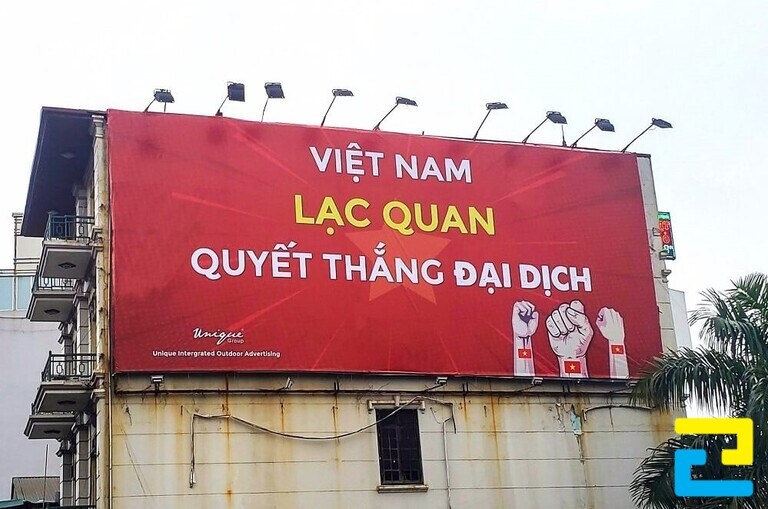 VIỆT NAM
LẠC QUAN
QUYẾT THẮNG ĐẠI DỊCH
Unique
Group
Unique Intergrated Outdoor Advertising